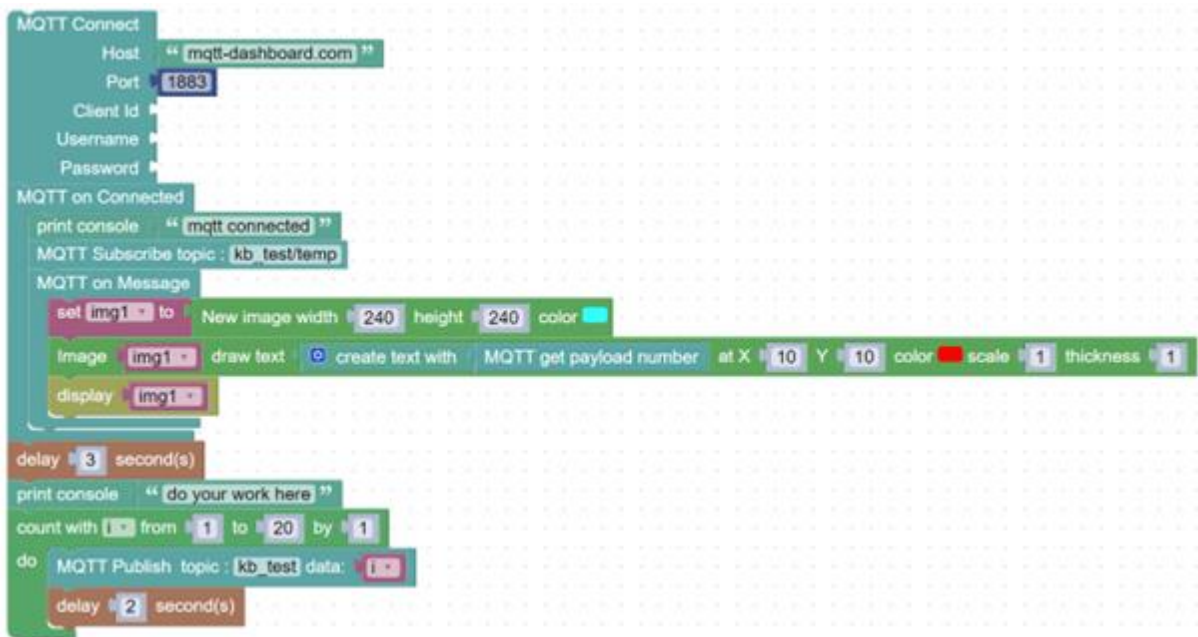 MQTT Connect
Host “ mqtt-dashboard.com ”
Port 1883
Client Id
Username
Password
MQTT on Connected
print console “ mqtt connected ”
MQTT Subscribe topic : kb_test/temp
MQTT on Message
set img1 to New image width 240 height 240 color
Image img1 draw text create text with MQTT get payload number at X 10 Y 10 color scale 1 thickness 1
display img1
delay 3 second(s)
print console “ do your work here ”
count with i from 1 to 20 by 1
do MQTT Publish topic : kb_test data: i
delay 2 second(s)